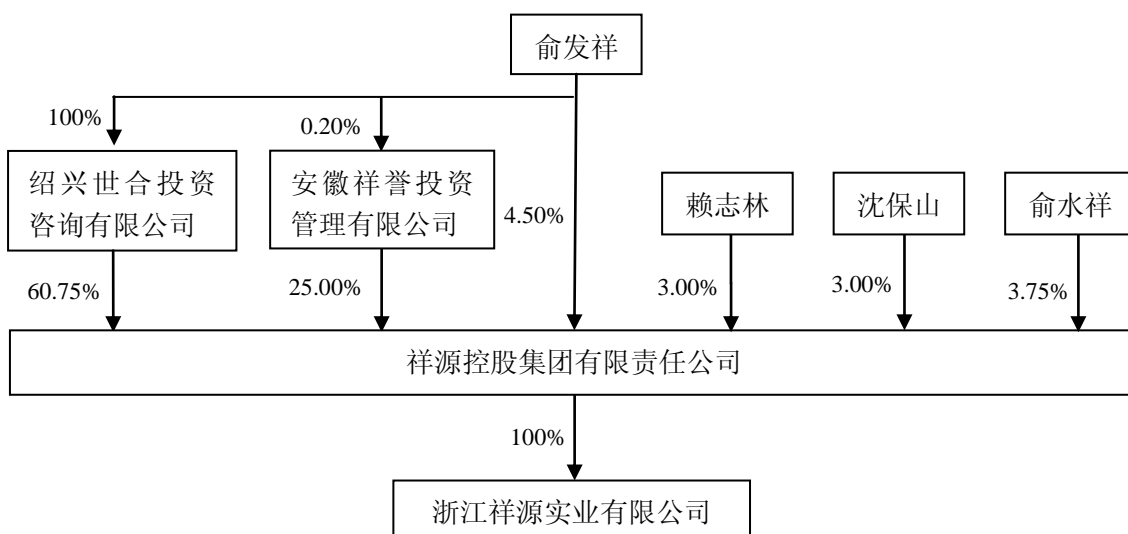 俞发祥
100%
0.20%
绍兴世合投资
咨询有限公司
安徽祥誉投资
管理有限公司
4.50%
赖志林
沈保山
俞水祥
60.75%
25.00%
3.00%
3.00%
3.75%
祥源控股集团有限责任公司
100%
浙江祥源实业有限公司